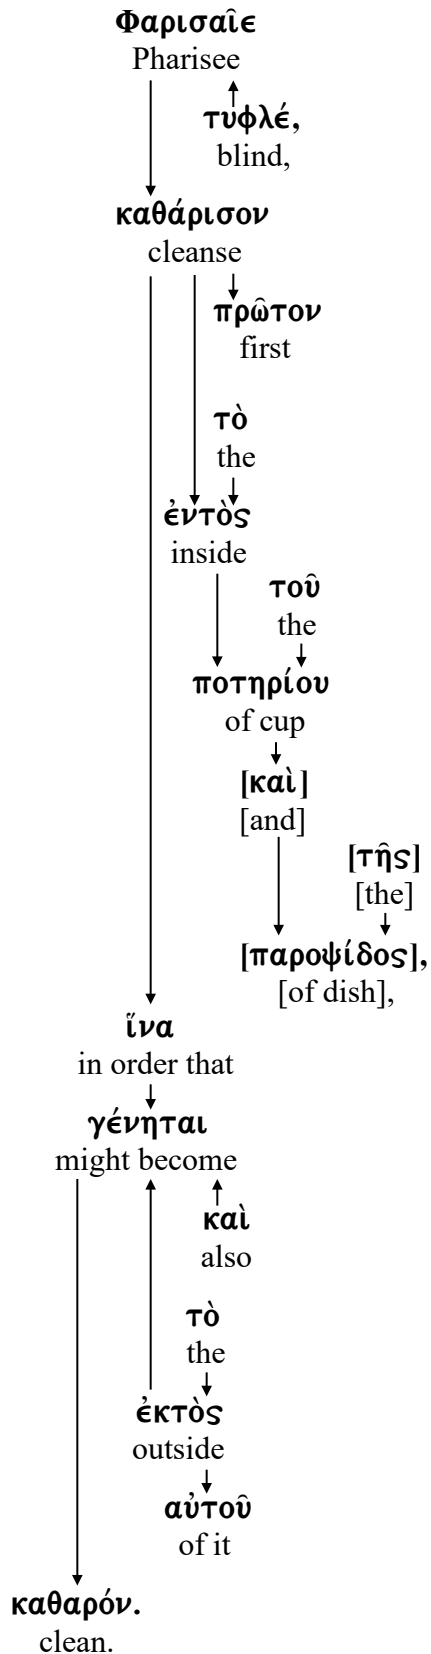 Φαρισαῖε
Pharisee
τυφλέ,
blind,
καθάρισον
cleanse
πρῶτον
first
τὸ
the
ἐντὸς
inside
τοῦ
the
ποτηρίου
of cup
[καὶ]
[and]
[τῆς]
[the]
[παροψίδος],
[of dish],
ἵνα
in order that
γένηται
might become
καὶ
also
τὸ
the
ἐκτὸς
outside
αὐτοῦ
of it
καθαρόν.
clean.